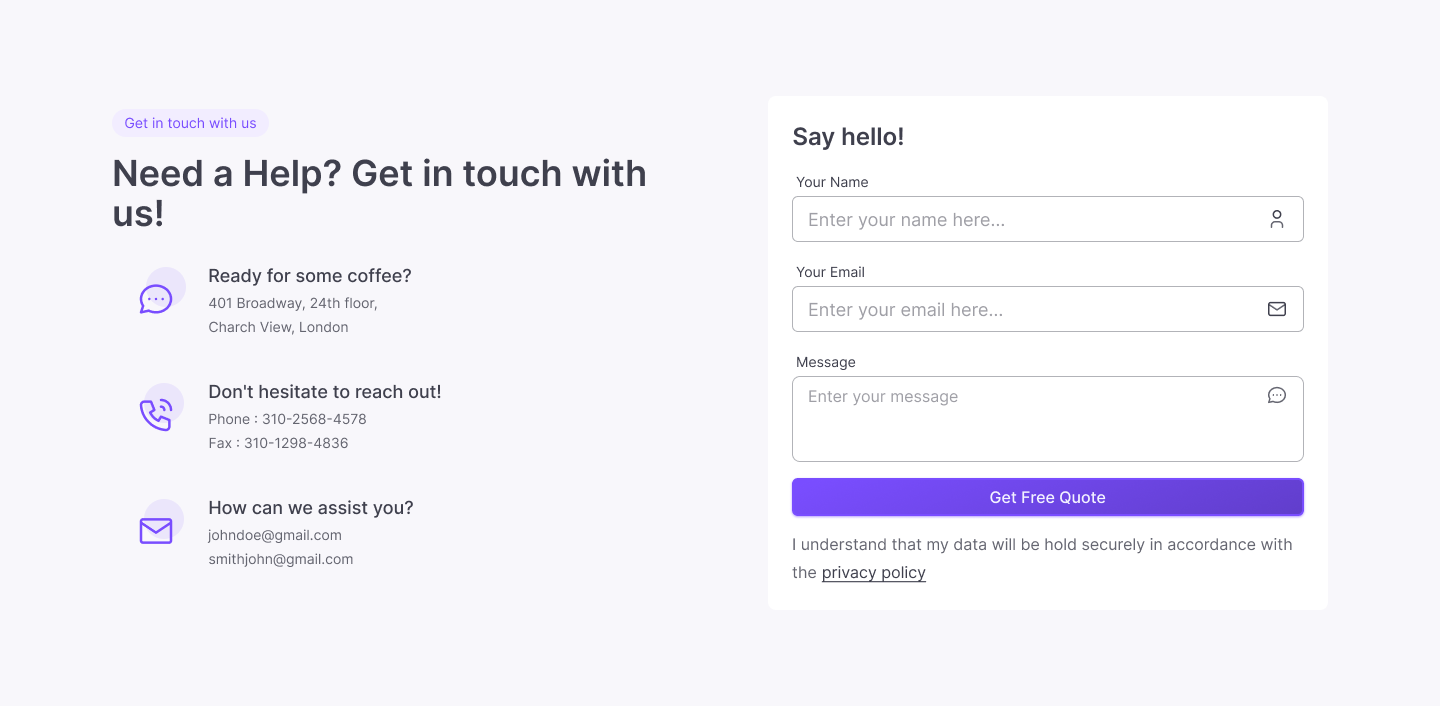 Get in touch with us
Need a Help? Get in touch with
us!
Ready for some coffee?
401 Broadway, 24th floor,
Charch View, London
Don't hesitate to reach out!
Phone : 310-2568-4578
Fax : 310-1298-4836
How can we assist you?
johndoe@gmail.com
smithjohn@gmail.com
Say hello!
Your Name
Enter your name here...
Your Email
Enter your email here...
Message
Enter your message
Get Free Quote
I understand that my data will be hold securely in accordance with
the privacy policy